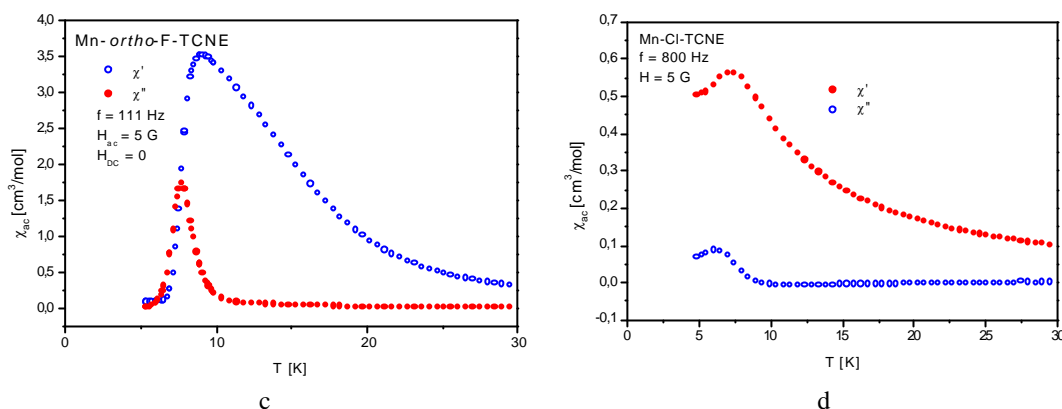 Mn-ortho-F-TCNE
χ'
χ"
f = 111 Hz
Hac = 5 G
HDC = 0
χac [cm³/mol]
4,0
3,5
3,0
2,5
2,0
1,5
1,0
0,5
0,0
0
10
20
30
T [K]
c
Mn-Cl-TCNE
f = 800 Hz
H = 5 G
χ'
χ"
χac [cm³/mol]
0,7
0,6
0,5
0,4
0,3
0,2
0,1
0,0
-0,1
0
5
10
15
20
25
30
T [K]
d